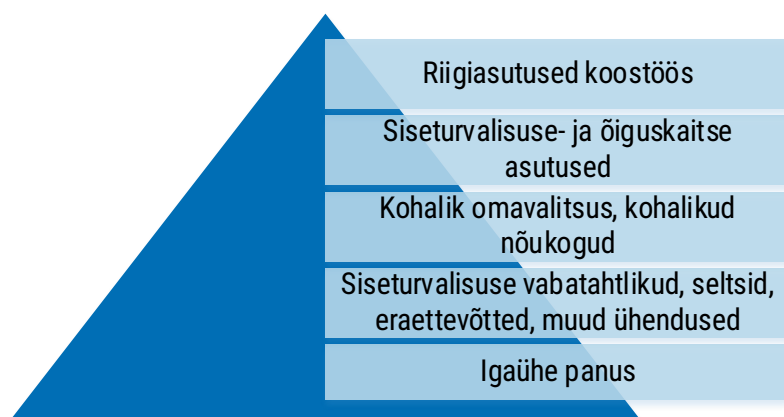 Riigiasutused koostöös
Siseturvalisuse- ja õiguskaitse
asutused
Kohalik omavalitsus, kohalikud
nõukogud
Siseturvalisuse vabatahtlikud, seltsid,
eraettevõtted, muud ühendused
Igaühe panus